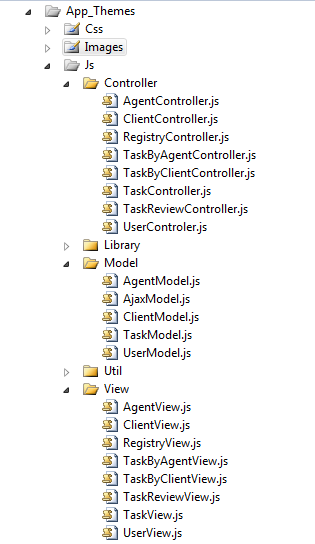 App_Themes
Css
Images
Js
Controller
AgentController.js
ClientController.js
RegistryController.js
TaskByAgentController.js
TaskByClientController.js
TaskController.js
TaskReviewController.js
UserControler.js
Library
Model
AgentModel.js
AjaxModel.js
ClientModel.js
TaskModel.js
UserModel.js
Util
View
AgentView.js
ClientView.js
RegistryView.js
TaskByAgentView.js
TaskByClientView.js
TaskReviewView.js
TaskView.js
UserView.js